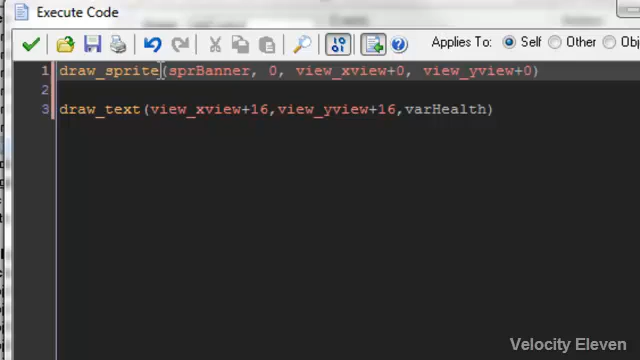 Execute Code
Applies To: Self Other Ob
1 draw_sprite(sprBanner, 0, view_xview+0, view_yview+0)
2
3 draw_text(view_xview+16,view_yview+16,varHealth)
Velocity Eleven